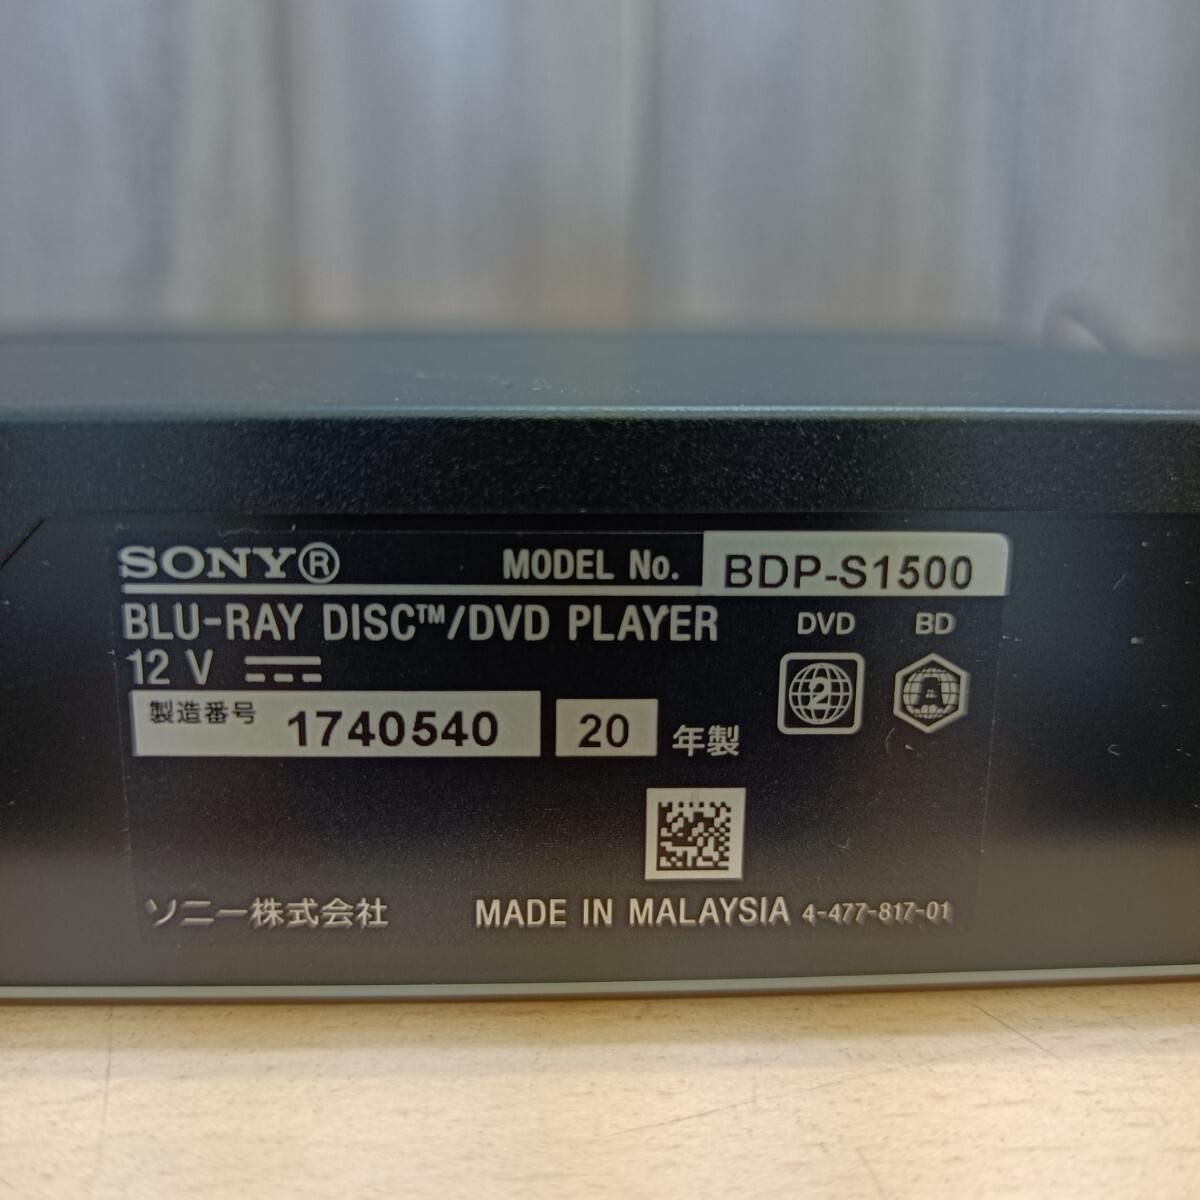 SONY® MODEL No. BDP-S1500
BLU-RAY DISC™/DVD PLAYER DVD BD
12 V
2 A
製造番号 1740540 20 年製
ソニー株式会社 MADE IN MALAYSIA 4-477-817-01